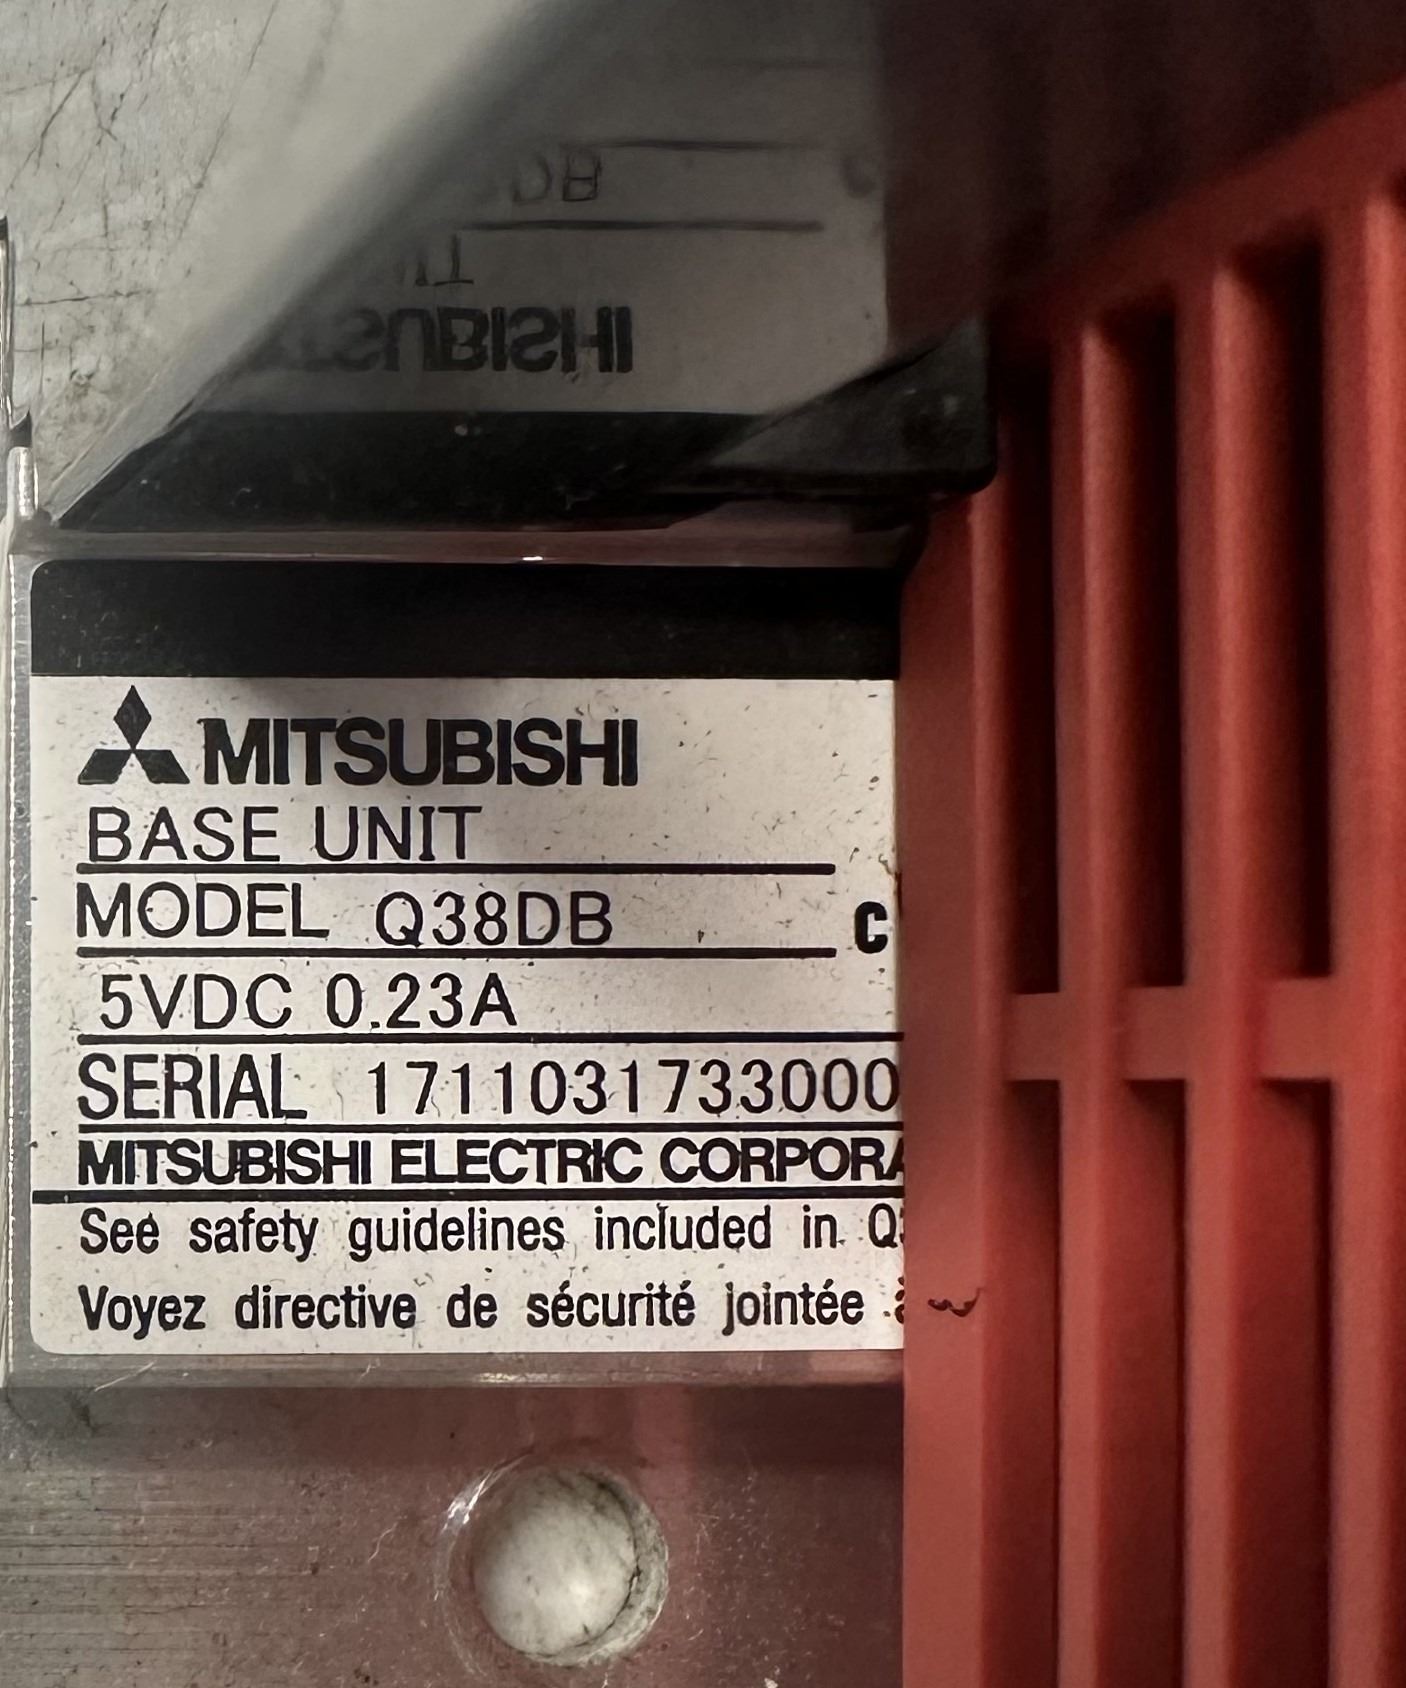 MITSUBISHI
BASE UNIT
MODEL Q38DB
C
5VDC 0.23A
SERIAL 1711031733000
MITSUBISHI ELECTRIC CORPORA
See safety guidelines included in Q
Voyez directive de sécurité jointée